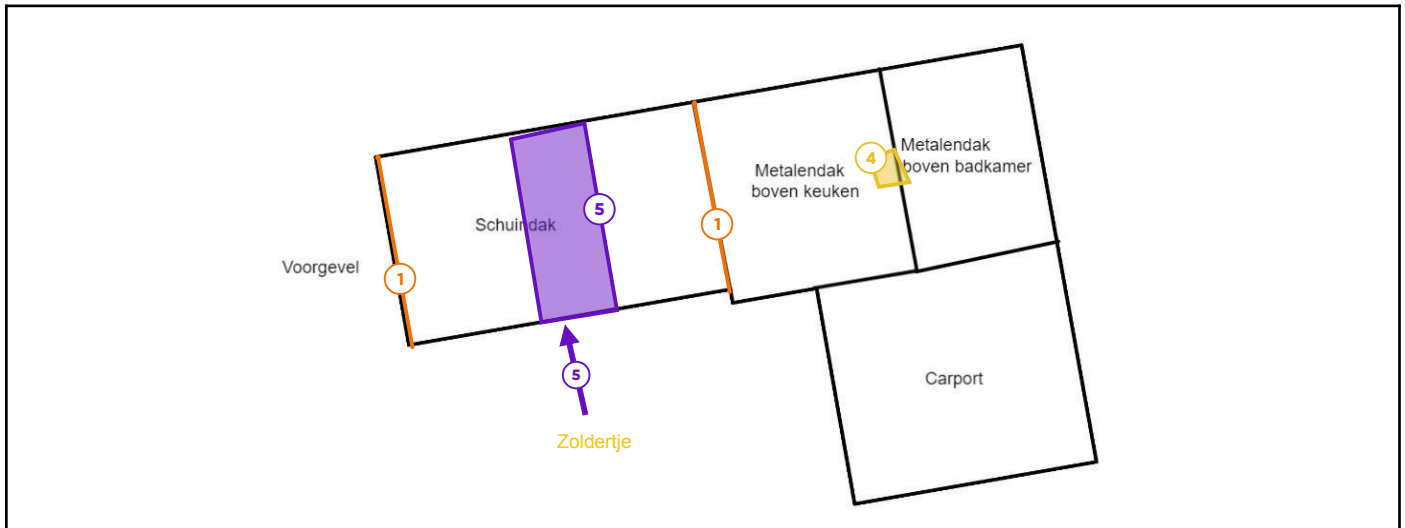 4
Metalendak
boven badkamer
Metalendak
boven keuken
5
Schuindak
1
Voorgevel
1
5
Carport
Zoldertje